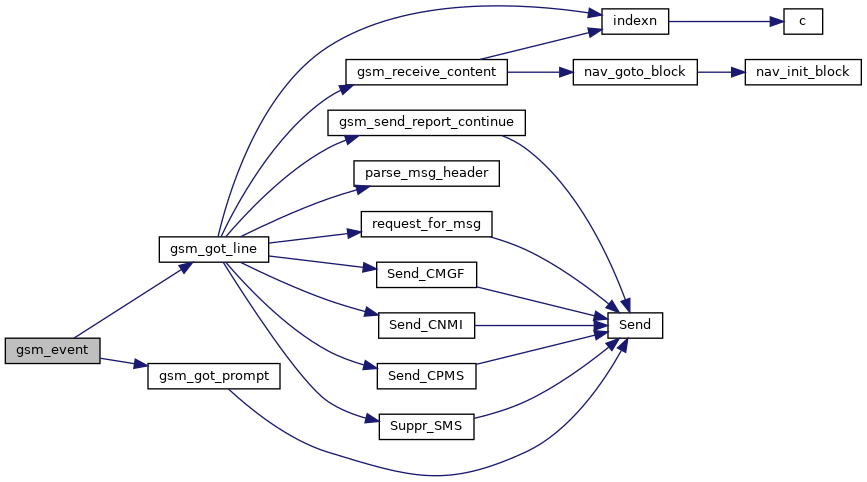 indexn
c
gsm_receive_content
nav_goto_block
nav_init_block
gsm_send_report_continue
parse_msg_header
request_for_msg
gsm_got_line
Send_CMGF
Send_CNMI
Send
gsm_event
gsm_got_prompt
Send_CPMS
Suppr_SMS